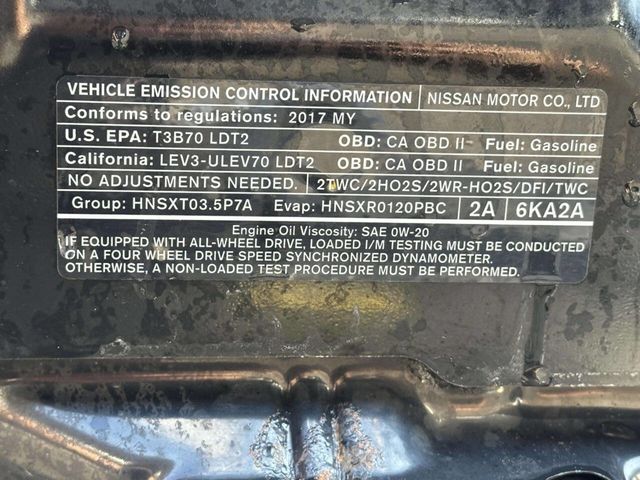 VEHICLE EMISSION CONTROL INFORMATION NISSAN MOTOR CO., LTD
Conforms to regulations: 2017 MY
U.S. EPA: T3B70 LDT2 OBD: CA OBD II Fuel: Gasoline
California: LEV3-ULEV70 LDT2 OBD: CA OBD II Fuel: Gasoline
NO ADJUSTMENTS NEEDED. 2TWC/2HO2S/2WR-HO2S/DFI/TWC
Group: HNSXT03.5P7A Evap: HNSXR0120PBC 2A 6KA2A
Engine Oil Viscosity: SAE 0W-20
IF EQUIPPED WITH ALL-WHEEL DRIVE, LOADED I/M TESTING MUST BE CONDUCTED
ON A FOUR WHEEL DRIVE SPEED SYNCHRONIZED DYNAMOMETER.
OTHERWISE, A NON-LOADED TEST PROCEDURE MUST BE PERFORMED.